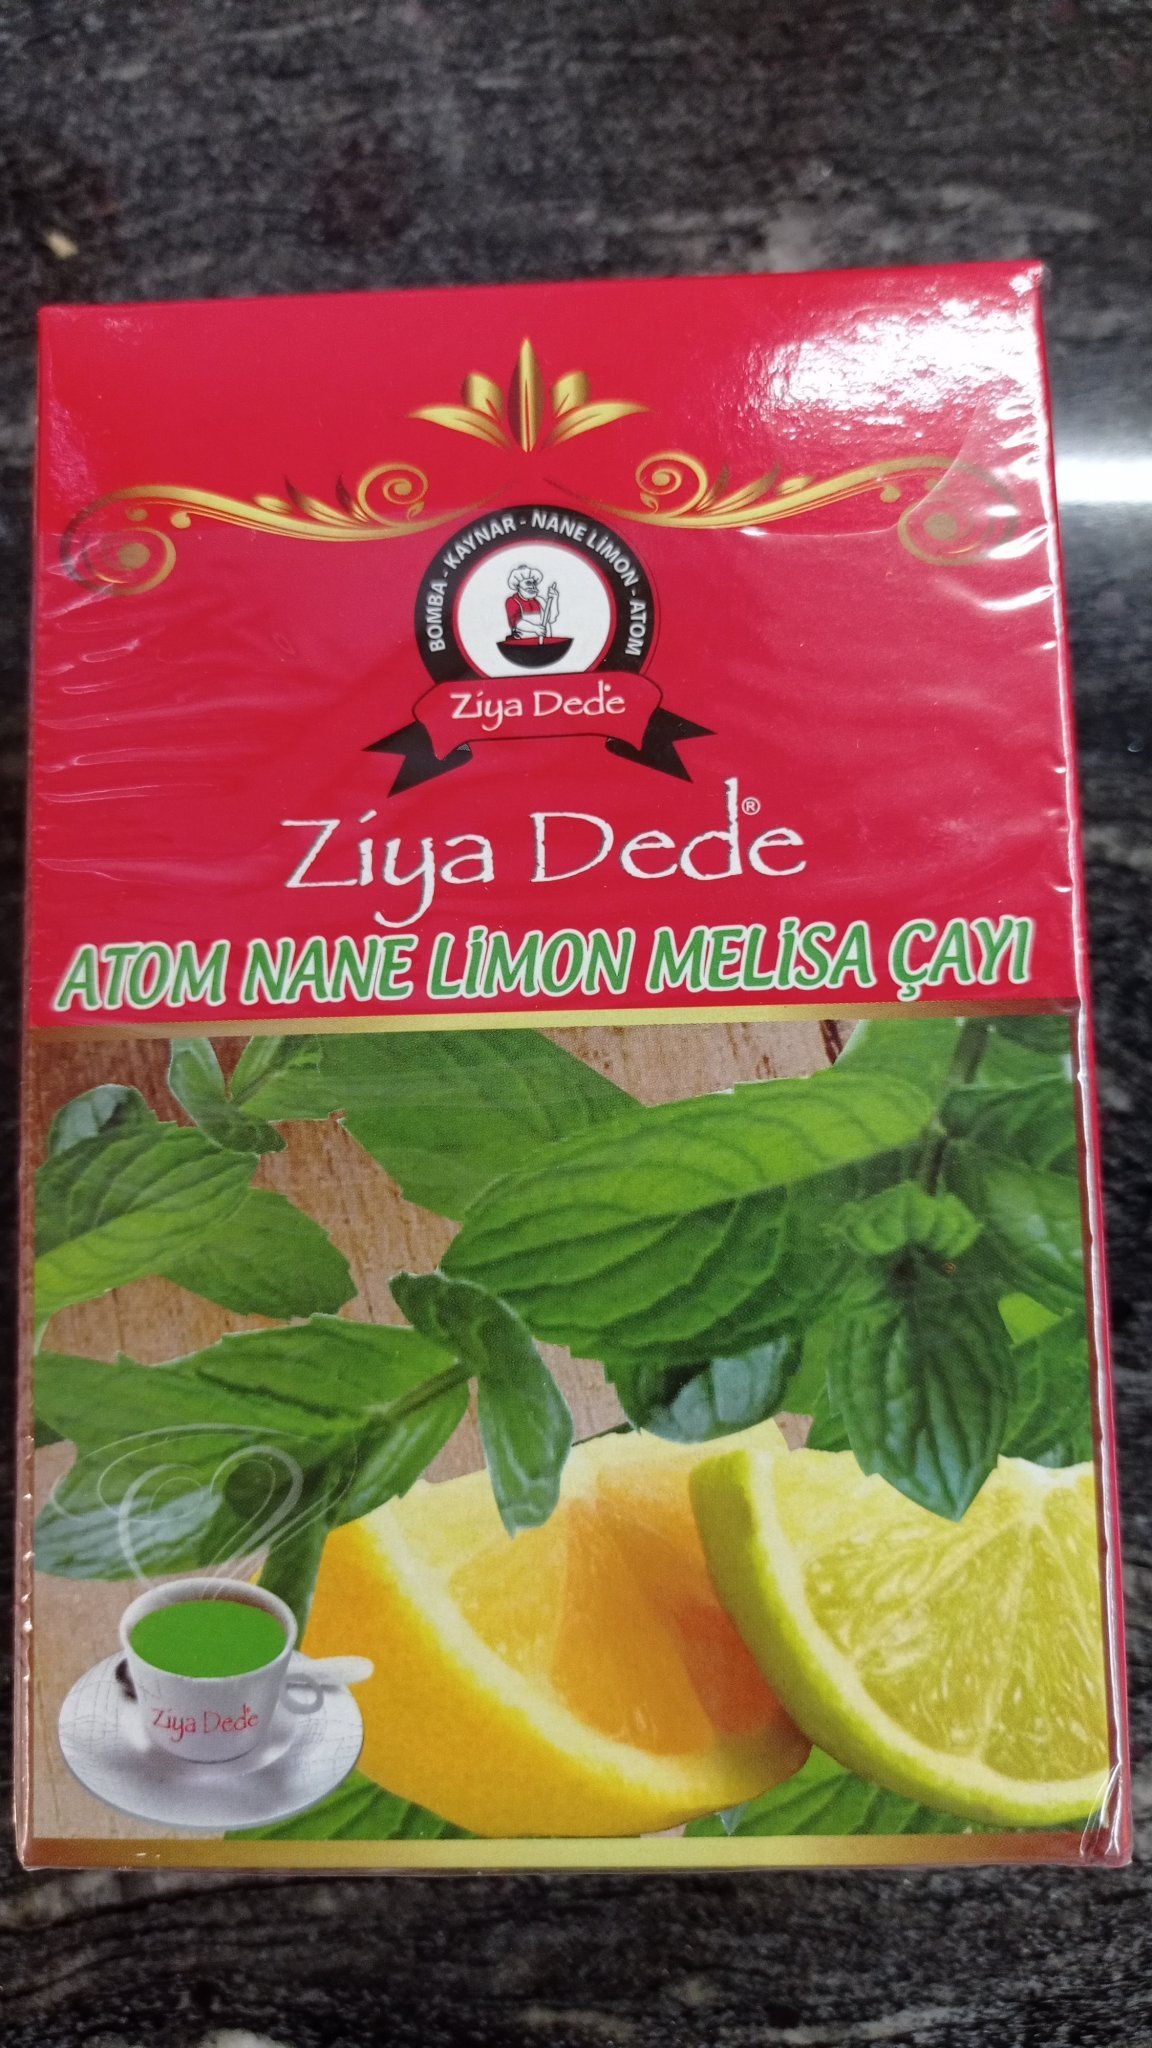 BOMBA - KAYNAR - NANE LİMON - ATOM
Ziya Dede
Ziya Dede®
ATOM NANE LİMON MELİSA ÇAYI
Ziya Dede